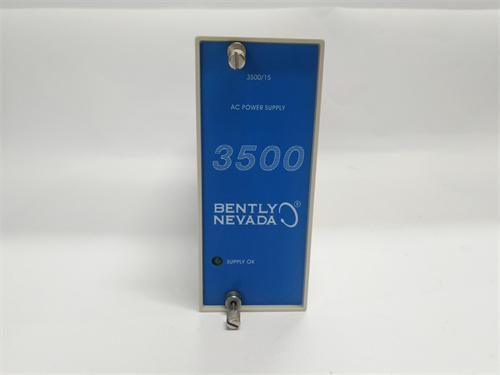 3500/15
AC POWER SUPPLY
3500
BENTLY
NEVADA
®
SUPPLY OK